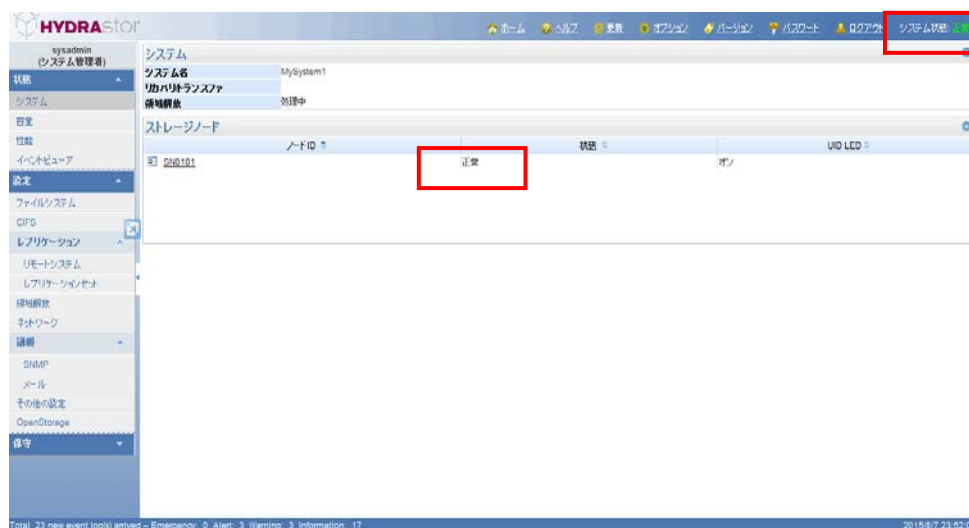 HYDRAstor
ホーム ヘルプ 更新 オプション バージョン パスワード ログアウト システム状態: 正常
sysadmin
(システム管理者)
状態
システム
容量
性能
イベントビューア
設定
ファイルシステム
CIFS
レプリケーション
リモートシステム
レプリケーションセット
領域解放
ネットワーク
通報
SNMP
メール
その他の設定
OpenStorage
保守
システム
システム名 MySystem1
リカバリトランスファ
領域解放 処理中
ストレージノード
ノードID 状態 UID LED
SN0101 正常 オン
Total 23 new event log(s) arrived – Emergency: 0 Alert: 3 Warning: 3 Information: 17
2015/8/7 23:52:0